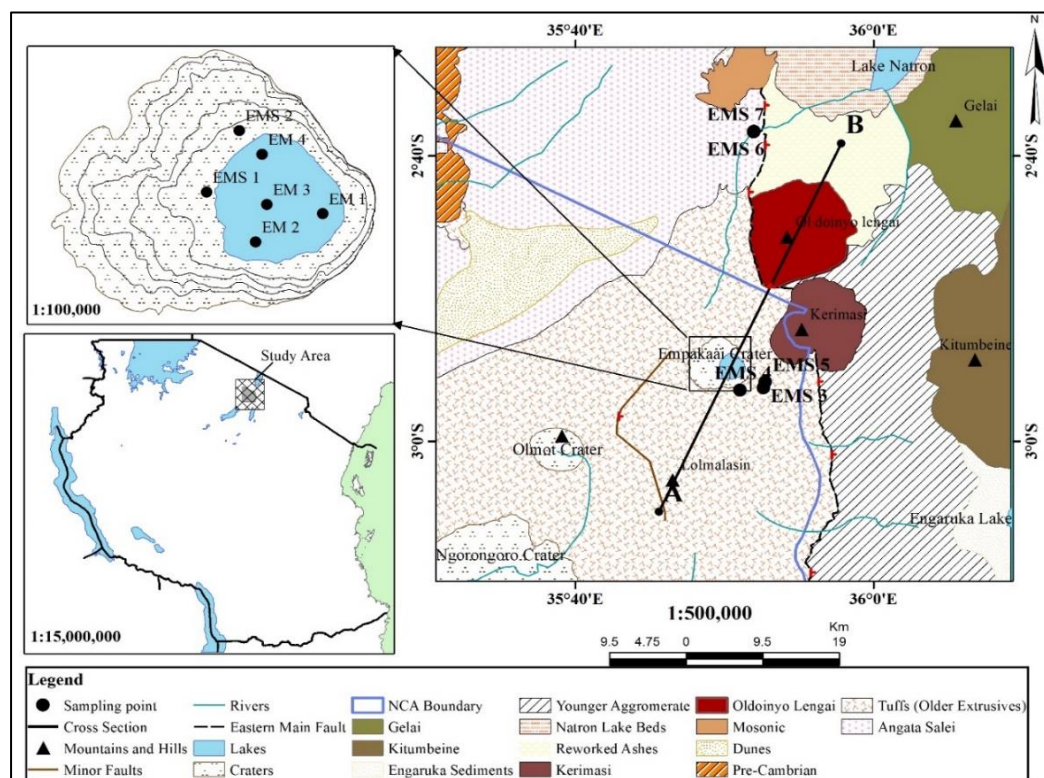 EMS 2
EM 4
EMS 1
EM 3
EM 1
EM 2
1:100,000
Study Area
1:15,000,000
35°40'E
36°0'E
N
Lake Natron
Gelai
EMS 7
B
EMS 6
2°40'S
2°40'S
Ol doinyo lengai
Kerimasi
Kitumbeine
Empakaai Crater
EMS 4
EMS 5
EMS 3
3°0'S
3°0'S
Olmot Crater
Lolmalasin
A
Engaruka Lake
Ngorongoro Crater
35°40'E
1:500,000
36°0'E
Km
9.5 4.75 0 9.5 19
Legend
Sampling point
Rivers
NCA Boundary
Younger Agglomerate
Oldoinyo Lengai
Tuffs (Older Extrusives)
Cross Section
Eastern Main Fault
Gelai
Natron Lake Beds
Mosonic
Angata Salei
Mountains and Hills
Lakes
Kitumbeine
Reworked Ashes
Dunes
Minor Faults
Craters
Engaruka Sediments
Kerimasi
Pre-Cambrian